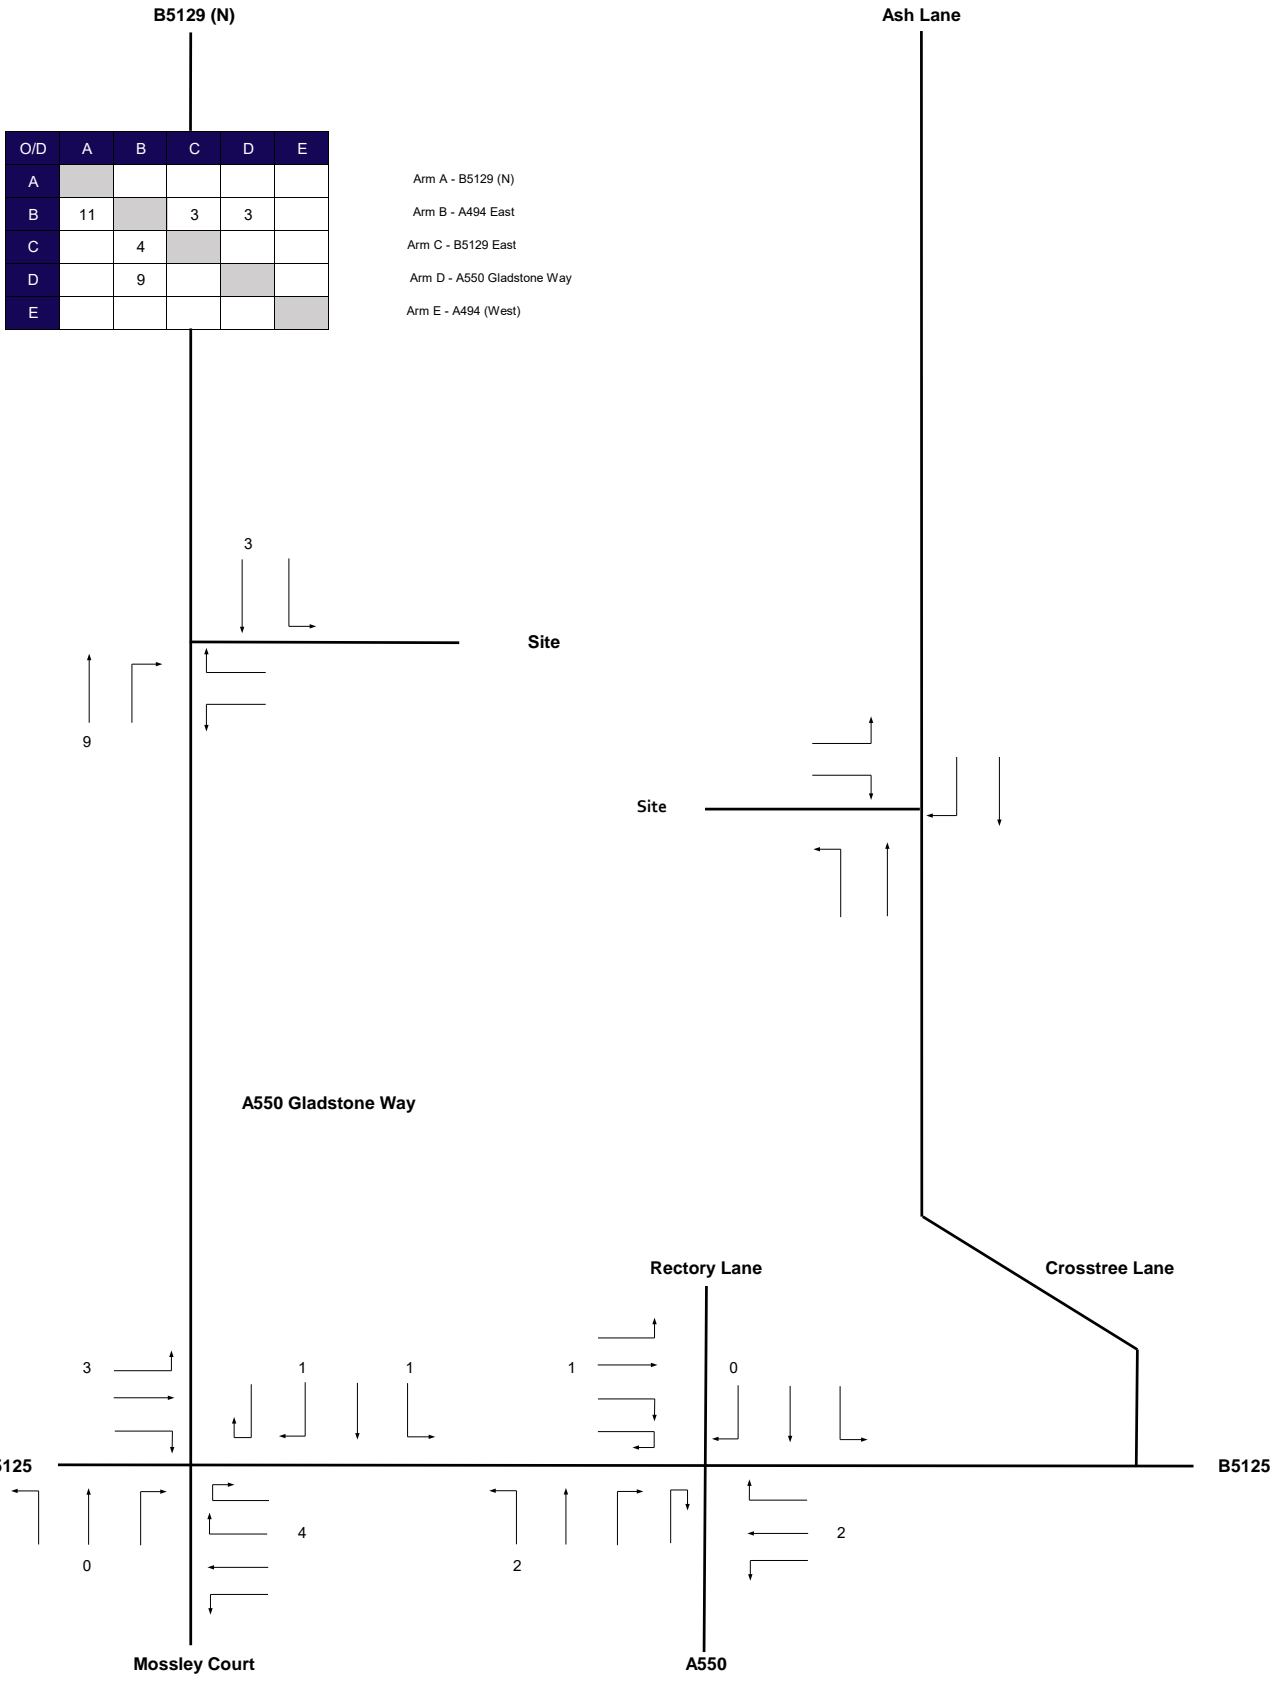 B5129 (N)
Ash Lane
O/D A B C D E
A
B 11 3 3
C 4
D 9
E
Arm A - B5129 (N)
Arm B - A494 East
Arm C - B5129 East
Arm D - A550 Gladstone Way
Arm E - A494 (West)
3
Site
9
Site
A550 Gladstone Way
Rectory Lane
Crosstree Lane
3 1 1 1 0
5125
B5125
4 2
0 2
Mossley Court
A550